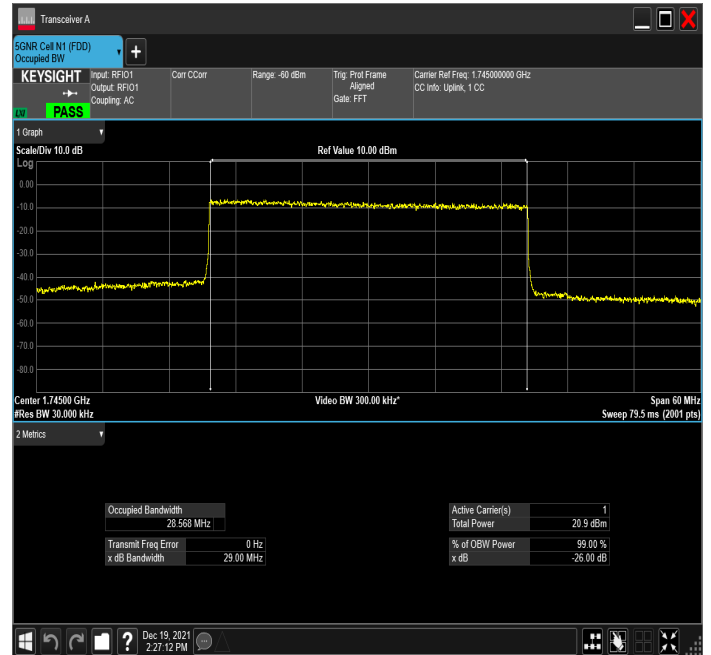 Transceiver A
5GNR Cell N1 (FDD)
Occupied BW
+
KEYSIGHT
Input: RFIO1
Output: RFIO1
Coupling: AC
Corr CCorr
Range: -60 dBm
Trig: Prot Frame
Aligned
Gate: FFT
Carrier Ref Freq: 1.745000000 GHz
CC Info: Uplink, 1 CC
PASS
1 Graph
Scale/Div 10.0 dB
Ref Value 10.00 dBm
Log
0.00
-10.0
-20.0
-30.0
-40.0
-50.0
-60.0
-70.0
-80.0
Center 1.74500 GHz
Video BW 300.00 kHz*
Span 60 MHz
#Res BW 30.000 kHz
Sweep 79.5 ms (2001 pts)
2 Metrics
Occupied Bandwidth
28.568 MHz
Active Carrier(s) 1
Total Power 20.9 dBm
Transmit Freq Error 0 Hz
x dB Bandwidth 29.00 MHz
% of OBW Power 99.00 %
x dB -26.00 dB
?
Dec 19, 2021
2:27:12 PM